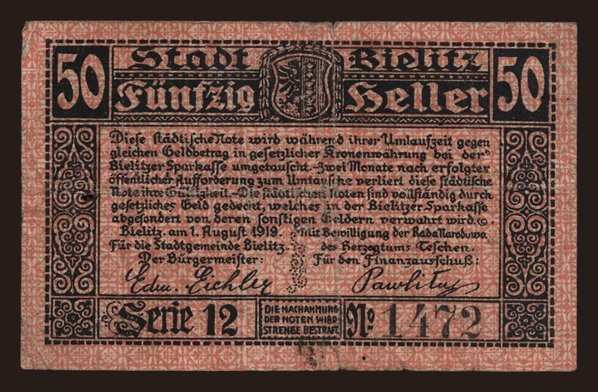 50 Stadt Bielitz 50
Fünfzig Heller
Diese städtische Note wird während ihrer Umlaufzeit gegen
gleichen Geldbetrag in gesetzlicher Kronenwährung bei der
Bielitzer Sparkasse umgetauscht. Zwei Monate nach erfolgter
öffentlicher Aufforderung zum Umtausche verliert diese städtische
Note ihre Gültigkeit. Die städtischen Noten sind vollständig durch
gesetzliches Geld gedeckt, welches in der Bielitzer Sparkasse
abgesondert von deren sonstigen Geldern verwahrt wird.
Bielitz, am 1. August 1919. Mit Bewilligung der Rada Narodowa
Für die Stadtgemeinde Bielitz: des Herzogtums Teschen.
Der Bürgermeister: Für den Finanzausschuß:
Edm. Eichler
Serie 12 DIE NACHAHMUNG DER NOTEN WIRD STRENGE BESTRAFT No 1472